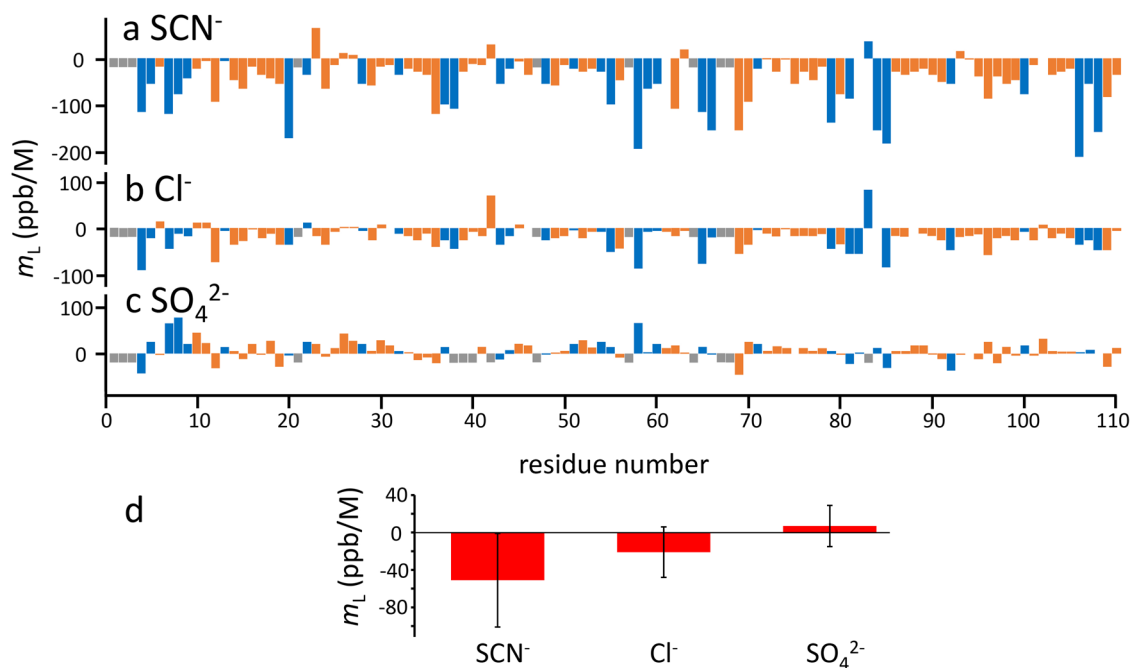 a SCN⁻
0
-100
-200
b Cl⁻
100
0
-100
c SO₄²⁻
100
0
mL (ppb/M)
0 10 20 30 40 50 60 70 80 90 100 110
residue number
d
40
0
-40
-80
mL (ppb/M)
SCN⁻ Cl⁻ SO₄²⁻